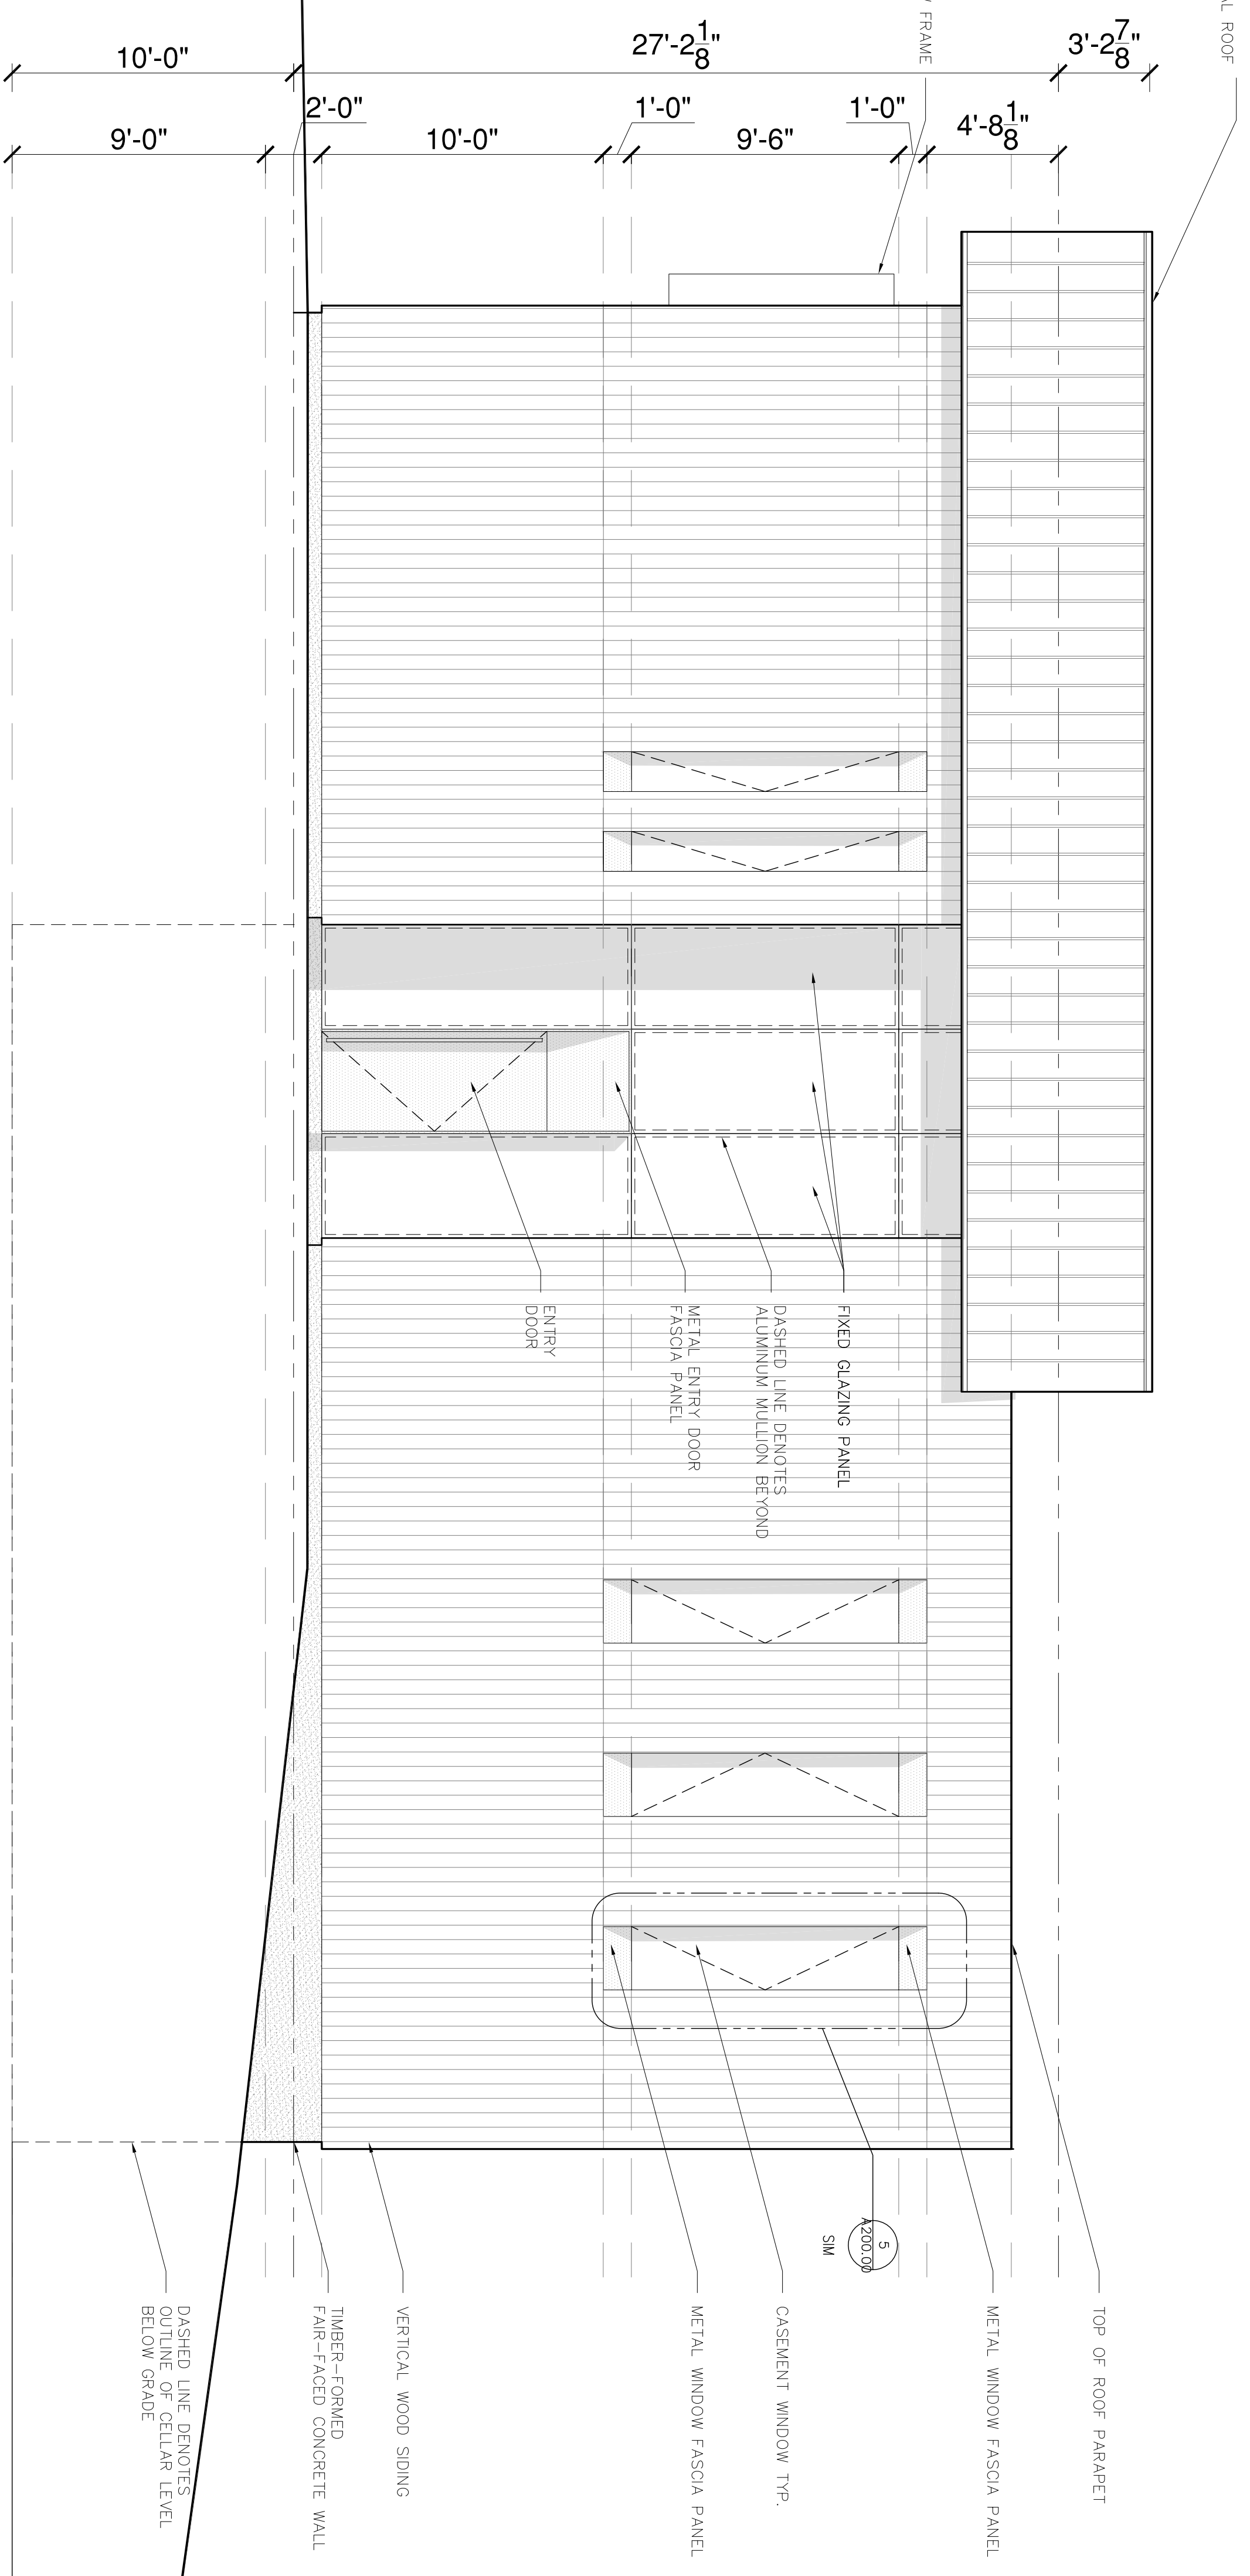 10'-0"
27'-2 1/8"
3'-2 7/8"
9'-0"
2'-0"
10'-0"
1'-0"
9'-6"
1'-0"
4'-8 1/8"
FRAME
ROOF
FIXED GLAZING PANEL
DASHED LINE DENOTES
ALUMINUM MULLION BEYOND
METAL ENTRY DOOR
FASCIA PANEL
ENTRY
DOOR
5
A200.00
SIM
TOP OF ROOF PARAPET
METAL WINDOW FASCIA PANEL
CASEMENT WINDOW TYP.
METAL WINDOW FASCIA PANEL
VERTICAL WOOD SIDING
TIMBER-FORMED
FAIR-FACED CONCRETE WALL
DASHED LINE DENOTES
OUTLINE OF CELLAR LEVEL
BELOW GRADE